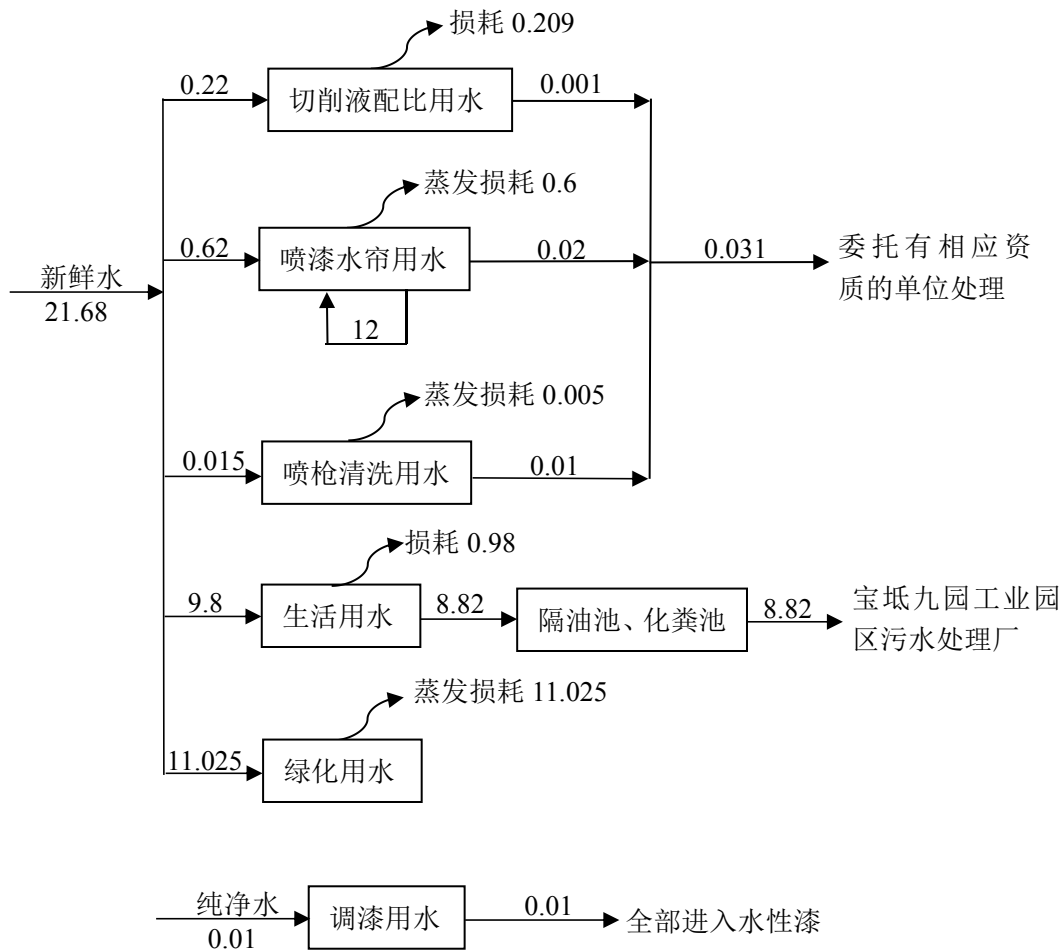 损耗 0.209
0.22
切削液配比用水
0.001
蒸发损耗 0.6
0.62
喷漆水帘用水
0.02
0.031
委托有相应资
质的单位处理
新鲜水
21.68
12
蒸发损耗 0.005
0.015
喷枪清洗用水
0.01
损耗 0.98
9.8
生活用水
8.82
隔油池、化粪池
8.82
宝坻九园工业园
区污水处理厂
蒸发损耗 11.025
11.025
绿化用水
纯净水
0.01
调漆用水
0.01
全部进入水性漆